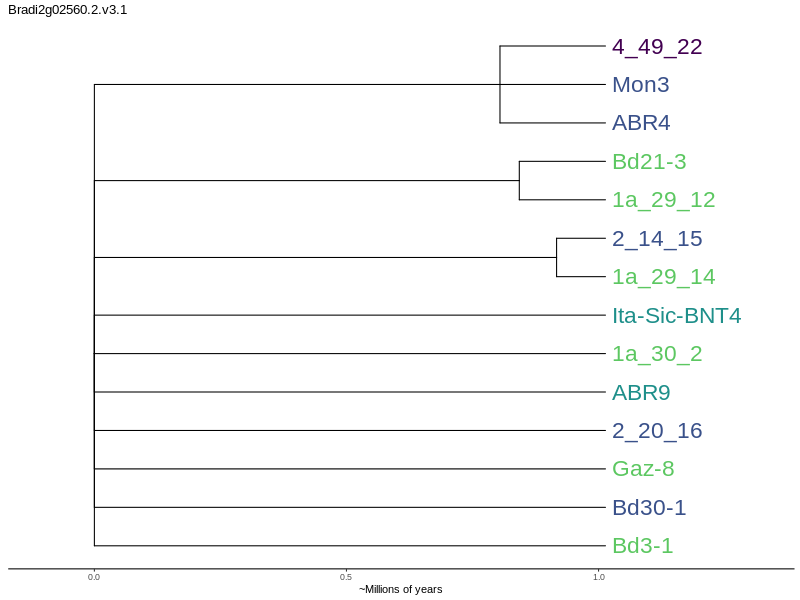 Bradi2g02560.2.v3.1
4_49_22
Mon3
ABR4
Bd21-3
1a_29_12
2_14_15
1a_29_14
Ita-Sic-BNT4
1a_30_2
ABR9
2_20_16
Gaz-8
Bd30-1
Bd3-1
0.0 0.5 1.0
~Millions of years